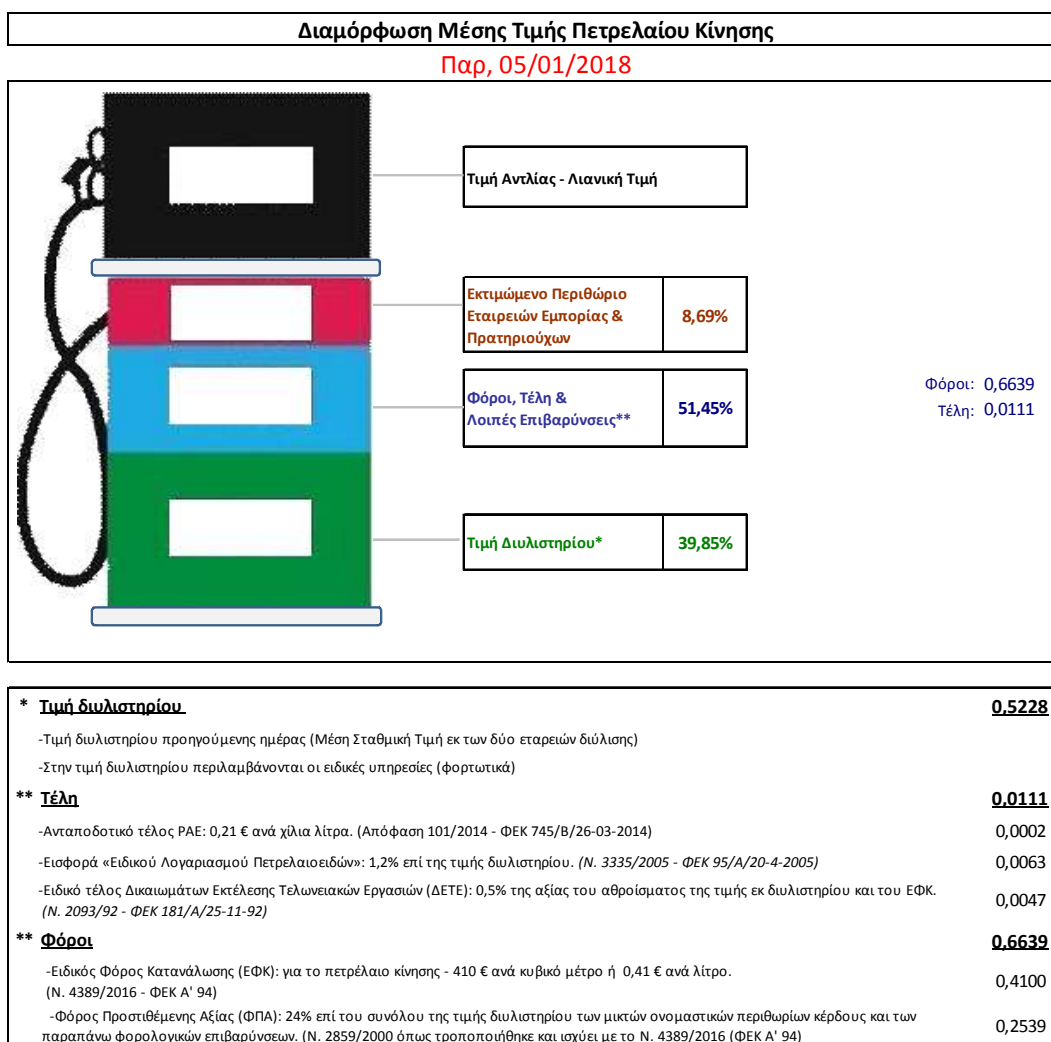 Διαμόρφωση Μέσης Τιμής Πετρελαίου Κίνησης
Παρ, 05/01/2018
Τιμή Αντλίας - Λιανική Τιμή
Εκτιμώμενο Περιθώριο
Εταιρειών Εμπορίας &
Πρατηριούχων
8,69%
Φόροι, Τέλη &
Λοιπές Επιβαρύνσεις**
51,45%
Φόροι: 0,6639
Τέλη: 0,0111
Τιμή Διυλιστηρίου*
39,85%
* Τιμή διυλιστηρίου 0,5228
-Τιμή διυλιστηρίου προηγούμενης ημέρας (Μέση Σταθμική Τιμή εκ των δύο εταρειών διύλισης)
-Στην τιμή διυλιστηρίου περιλαμβάνονται οι ειδικές υπηρεσίες (φορτωτικά)
** Τέλη 0,0111
-Ανταποδοτικό τέλος ΡΑΕ: 0,21 € ανά χίλια λίτρα. (Απόφαση 101/2014 - ΦΕΚ 745/Β/26-03-2014) 0,0002
-Εισφορά «Ειδικού Λογαριασμού Πετρελαιοειδών»: 1,2% επί της τιμής διυλιστηρίου. (Ν. 3335/2005 - ΦΕΚ 95/Α/20-4-2005) 0,0063
-Ειδικό τέλος Δικαιωμάτων Εκτέλεσης Τελωνειακών Εργασιών (ΔΕΤΕ): 0,5% της αξίας του αθροίσματος της τιμής εκ διυλιστηρίου και του ΕΦΚ.
(Ν. 2093/92 - ΦΕΚ 181/Α/25-11-92) 0,0047
** Φόροι 0,6639
-Ειδικός Φόρος Κατανάλωσης (ΕΦΚ): για το πετρέλαιο κίνησης - 410 € ανά κυβικό μέτρο ή 0,41 € ανά λίτρο.
(Ν. 4389/2016 - ΦΕΚ Α' 94) 0,4100
-Φόρος Προστιθέμενης Αξίας (ΦΠΑ): 24% επί του συνόλου της τιμής διυλιστηρίου των μικτών ονομαστικών περιθωρίων κέρδους και των
παραπάνω φορολογικών επιβαρύνσεων. (Ν. 2859/2000 όπως τροποποιήθηκε και ισχύει με το Ν. 4389/2016 (ΦΕΚ Α' 94) 0,2539